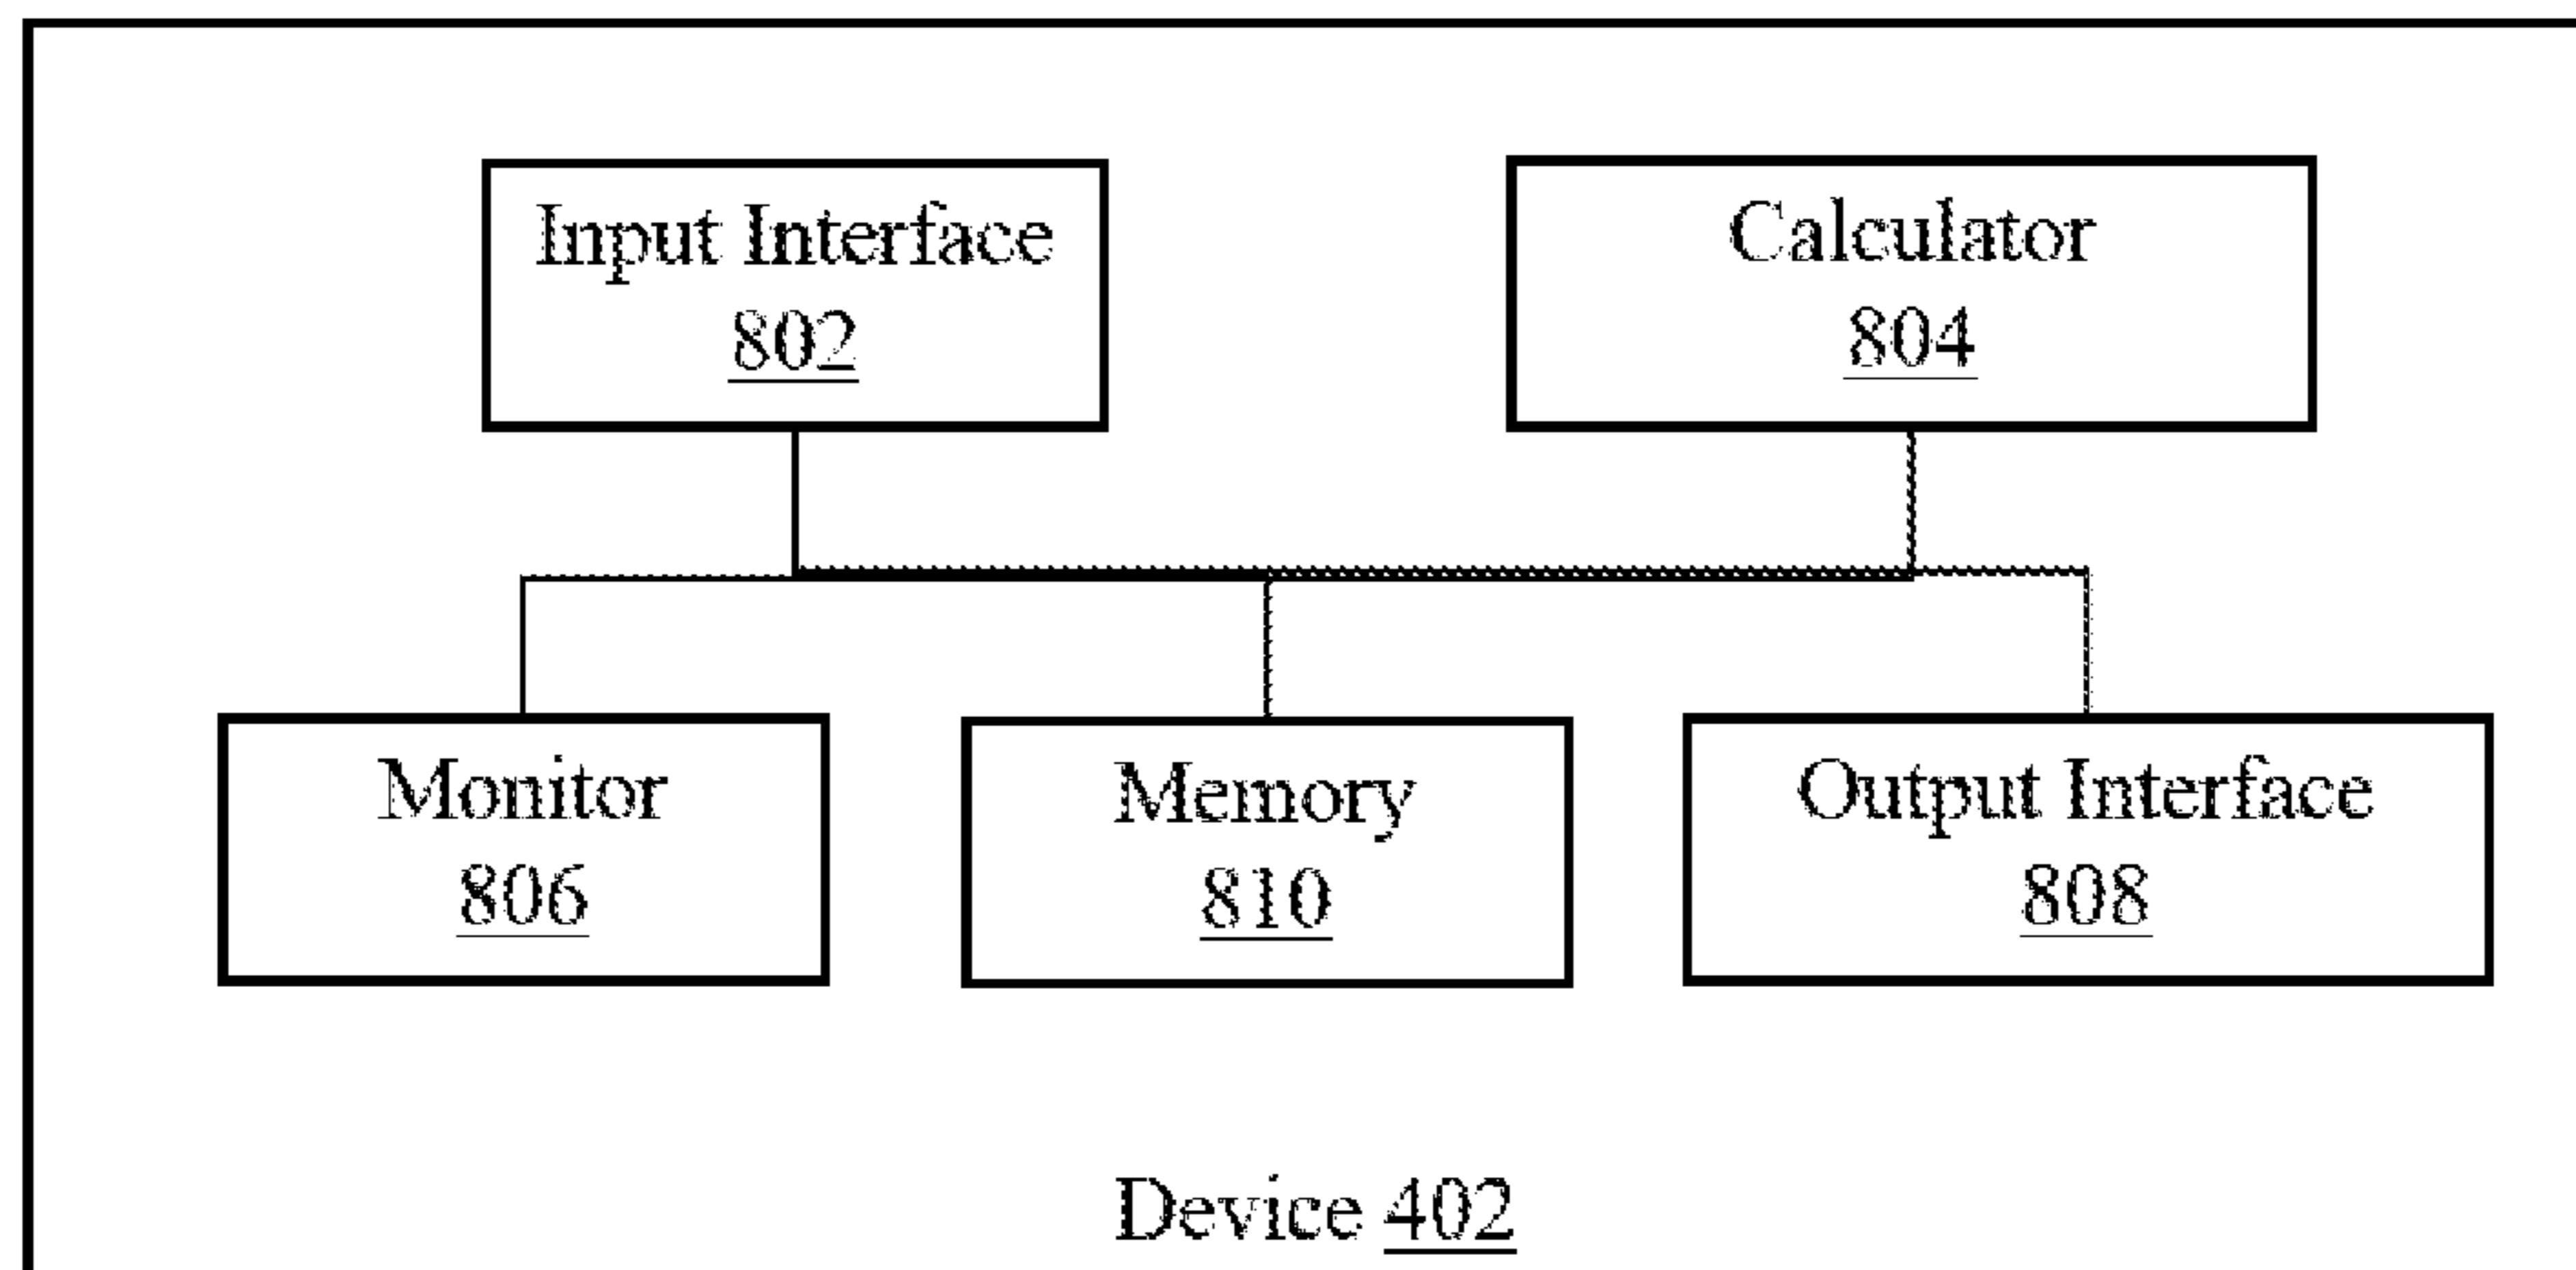 Input Interface
802
Calculator
804
Monitor
806
Memory
810
Output Interface
808
Device 402